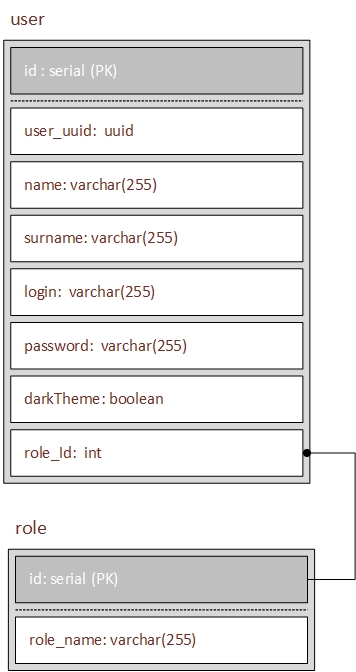 user
id : serial (PK)
user_uuid: uuid
name: varchar(255)
surname: varchar(255)
login: varchar(255)
password: varchar(255)
darkTheme: boolean
role_Id: int
role
id: serial (PK)
role_name: varchar(255)